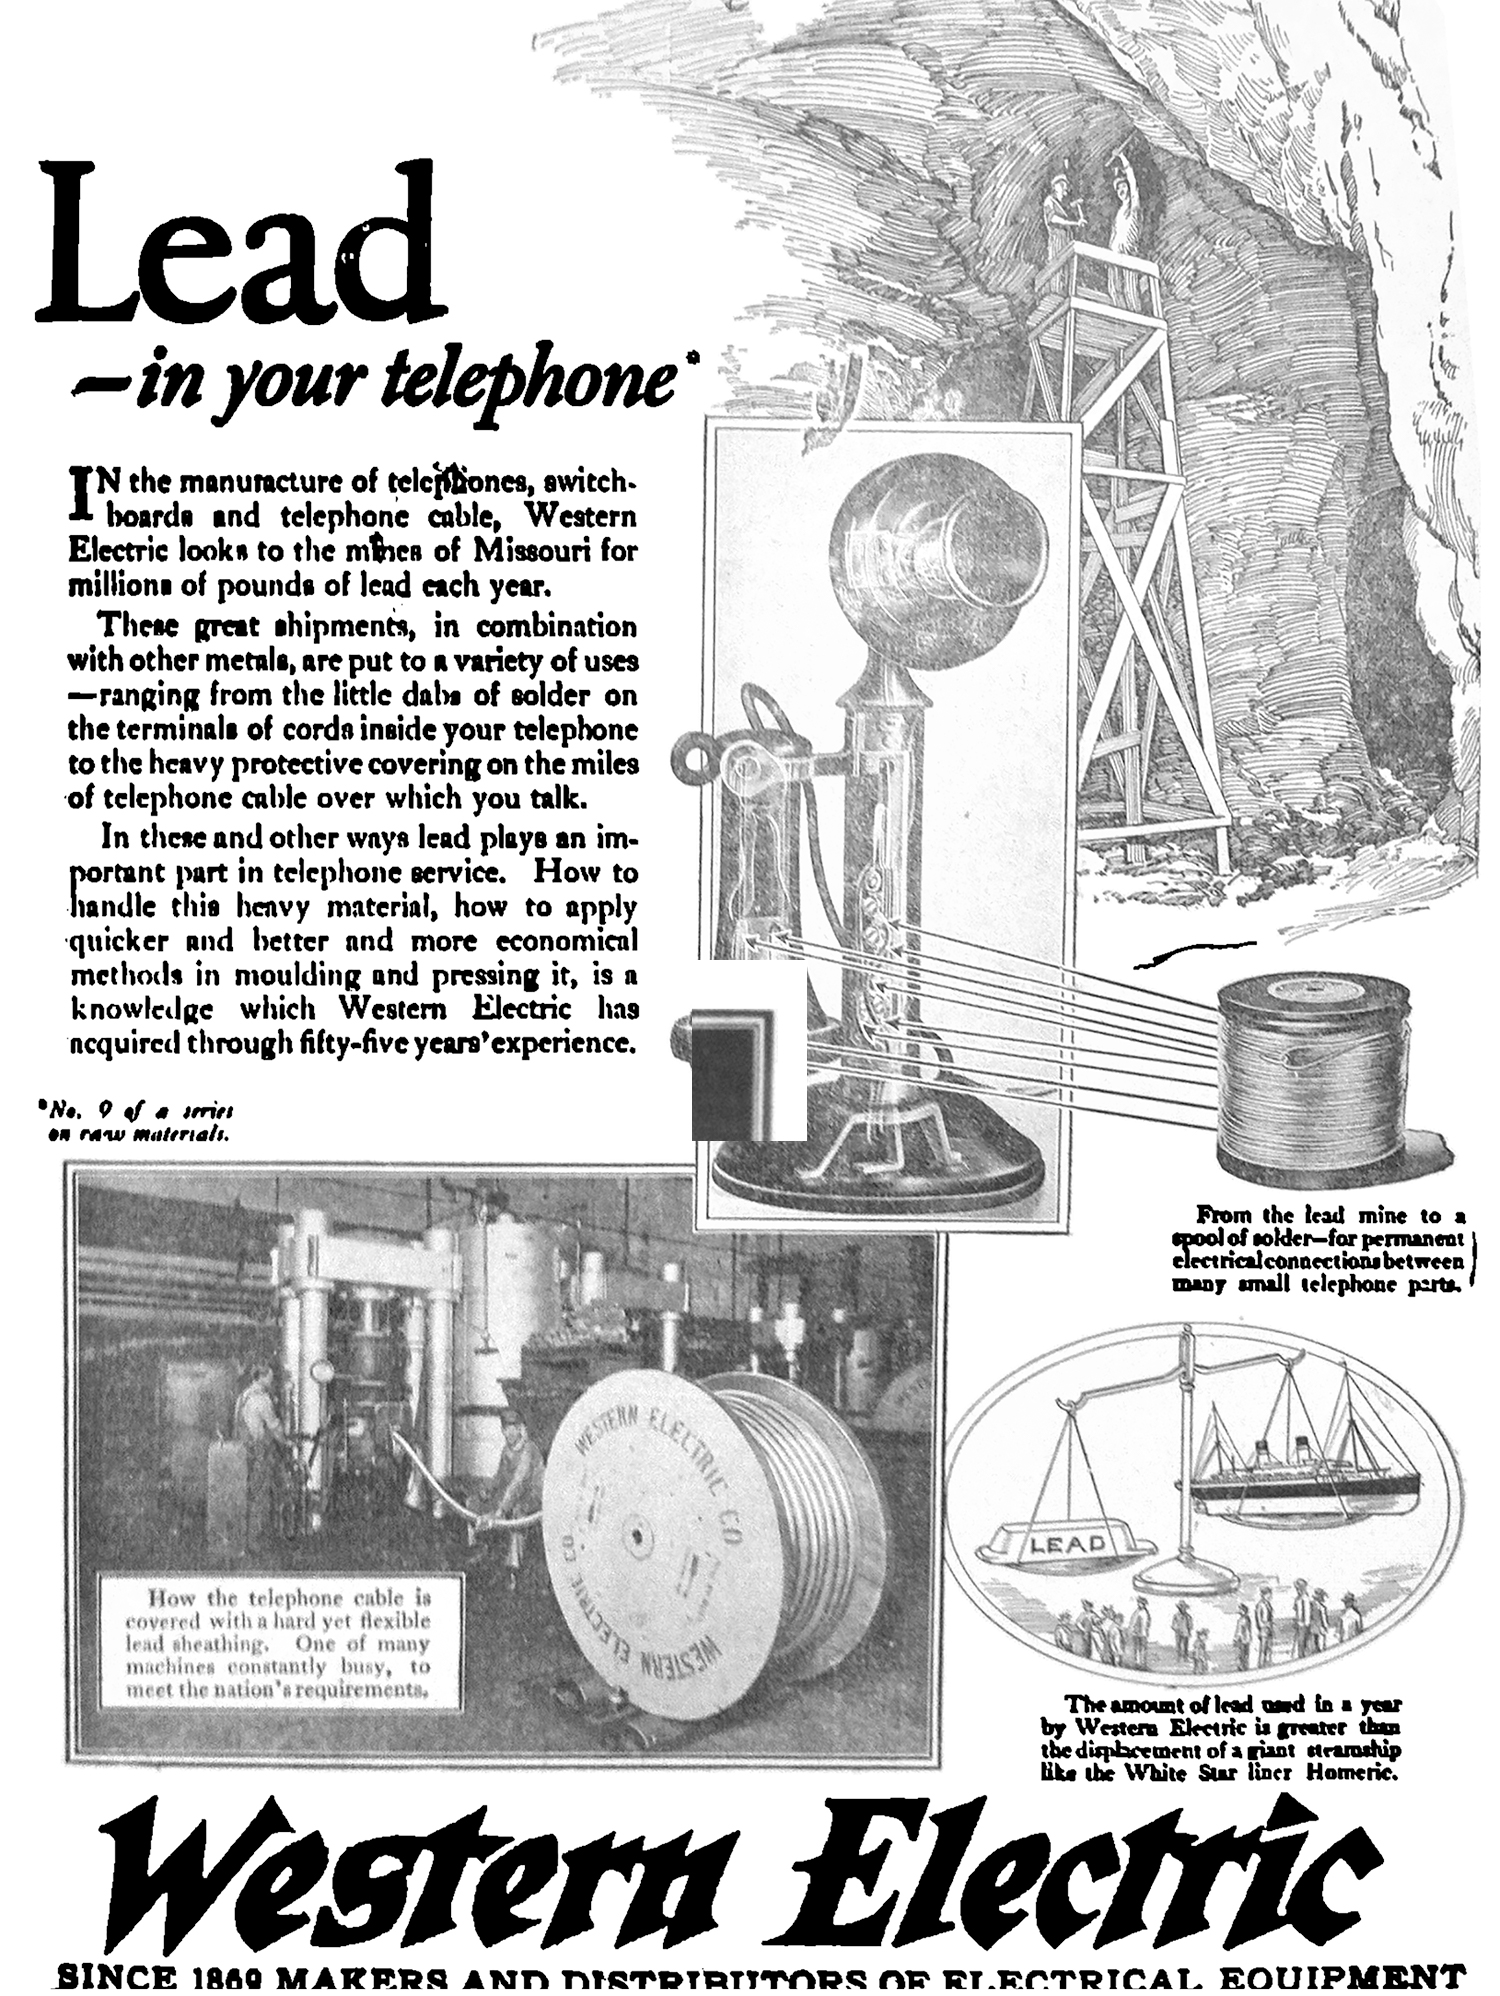 Lead
—in your telephone*
IN the manufacture of telephones, switch-
boards and telephone cable, Western
Electric looks to the mines of Missouri for
millions of pounds of lead each year.
These great shipments, in combination
with other metals, are put to a variety of uses
—ranging from the little dabs of solder on
the terminals of cords inside your telephone
to the heavy protective covering on the miles
of telephone cable over which you talk.
In these and other ways lead plays an im-
portant part in telephone service. How to
handle this heavy material, how to apply
quicker and better and more economical
methods in moulding and pressing it, is a
knowledge which Western Electric has
acquired through fifty-five years' experience.
*No. 9 of a series
on raw materials.
From the lead mine to a
spool of solder—for permanent
electrical connections between
many small telephone parts.
WESTERN ELECTRIC CO
WESTERN ELECTRIC CO
How the telephone cable is
covered with a hard yet flexible
lead sheathing. One of many
machines constantly busy, to
meet the nation's requirements.
LEAD
The amount of lead used in a year
by Western Electric is greater than
the displacement of a giant steamship
like the White Star liner Homeric.
Western Electric
SINCE 1869 MAKERS AND DISTRIBUTORS OF ELECTRICAL EQUIPMENT